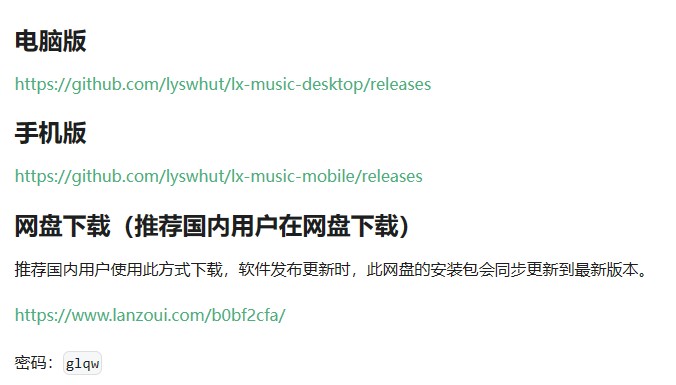 电脑版
https://github.com/lyswhut/lx-music-desktop/releases
手机版
https://github.com/lyswhut/lx-music-mobile/releases
网盘下载（推荐国内用户在网盘下载）
推荐国内用户使用此方式下载，软件发布更新时，此网盘的安装包会同步更新到最新版本。
https://www.lanzoui.com/b0bf2cfa/
密码：glqw